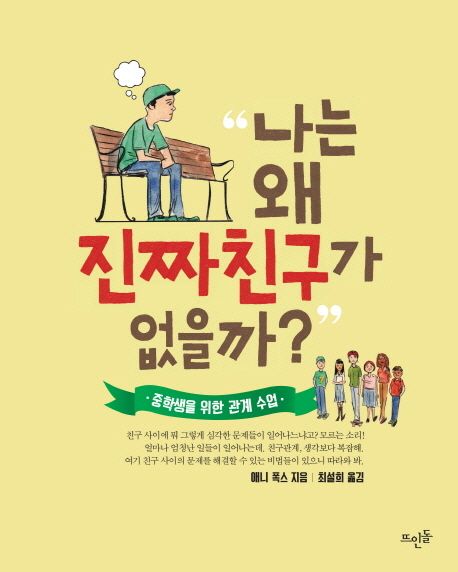 “나는
왜
진짜친구가
없을까?”
· 중학생을 위한 관계 수업 ·
친구 사이에 뭐 그렇게 심각한 문제들이 일어나느냐고? 모르는 소리!
얼마나 엄청난 일들이 일어나는데. 친구관계, 생각보다 복잡해.
여기 친구 사이의 문제를 해결할 수 있는 비법들이 있으니 따라와 봐.
애니 폭스 지음 | 최설희 옮김
뜨인돌